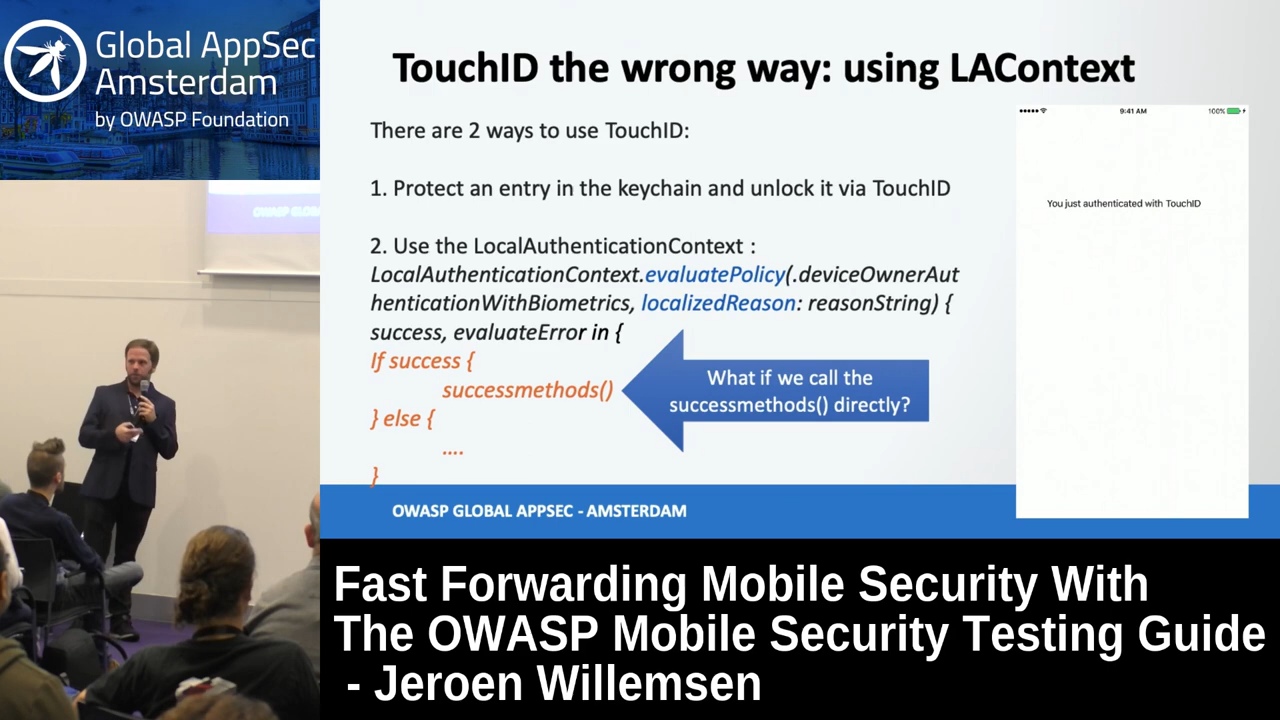 Global AppSec
Amsterdam
by OWASP Foundation
TouchID the wrong way: using LAContext
There are 2 ways to use TouchID:
1. Protect an entry in the keychain and unlock it via TouchID
2. Use the LocalAuthenticationContext :
LocalAuthenticationContext.evaluatePolicy(.deviceOwnerAut
henticationWithBiometrics, localizedReason: reasonString) {
success, evaluateError in {
If success {
successmethods()
} else {
....
}
What if we call the
successmethods() directly?
9:41 AM
100%
You just authenticated with TouchID
OWASP GLOBAL APPSEC - AMSTERDAM
Fast Forwarding Mobile Security With
The OWASP Mobile Security Testing Guide
- Jeroen Willemsen